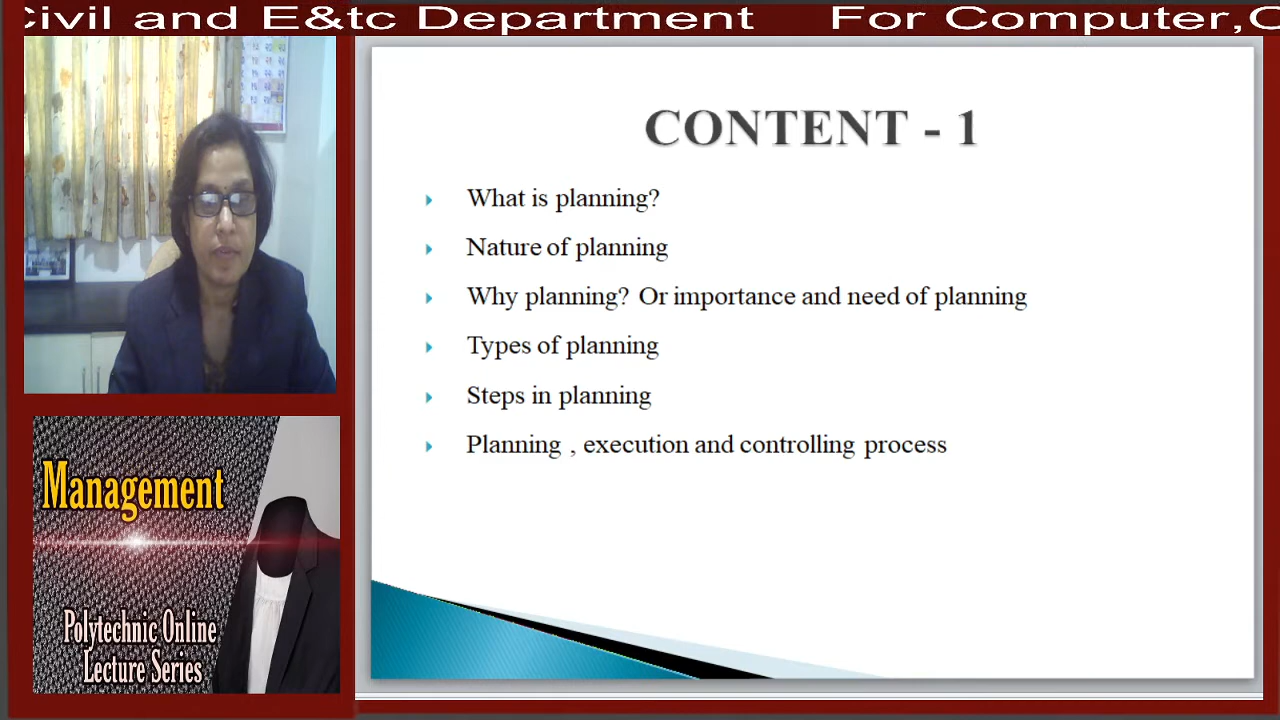 Civil and E&tc Department For Computer,C
CONTENT - 1
What is planning?
Nature of planning
Why planning? Or importance and need of planning
Types of planning
Steps in planning
Planning , execution and controlling process
Management
Polytechnic Online
Lecture Series